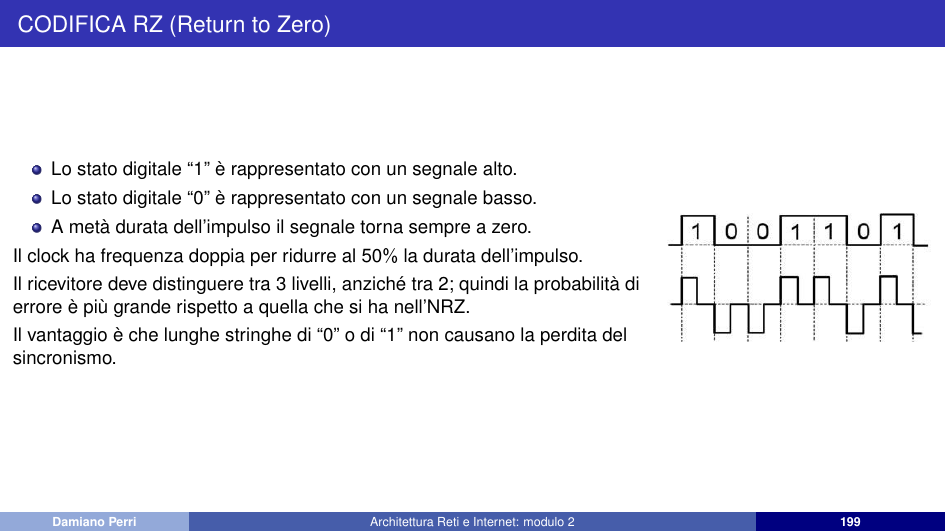 CODIFICA RZ (Return to Zero)
Lo stato digitale “1” è rappresentato con un segnale alto.
Lo stato digitale “0” è rappresentato con un segnale basso.
A metà durata dell’impulso il segnale torna sempre a zero.
Il clock ha frequenza doppia per ridurre al 50% la durata dell’impulso.
Il ricevitore deve distinguere tra 3 livelli, anziché tra 2; quindi la probabilità di
errore è più grande rispetto a quella che si ha nell’NRZ.
Il vantaggio è che lunghe stringhe di “0” o di “1” non causano la perdita del
sincronismo.
1 0 0 1 1 0 1
Damiano Perri
Architettura Reti e Internet: modulo 2
199